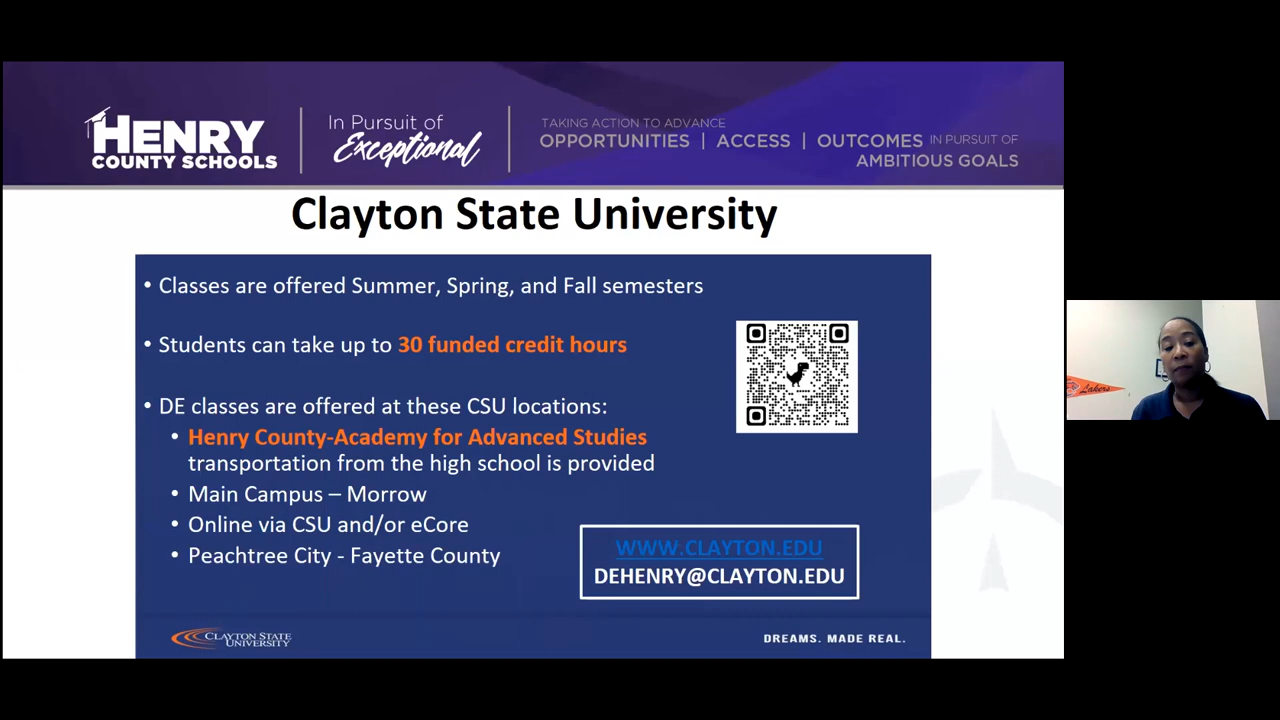 HENRY
COUNTY SCHOOLS
In Pursuit of
Exceptional
TAKING ACTION TO ADVANCE
OPPORTUNITIES | ACCESS | OUTCOMES IN PURSUIT OF
AMBITIOUS GOALS
Clayton State University
• Classes are offered Summer, Spring, and Fall semesters
• Students can take up to 30 funded credit hours
• DE classes are offered at these CSU locations:
• Henry County-Academy for Advanced Studies
transportation from the high school is provided
• Main Campus – Morrow
• Online via CSU and/or eCore
• Peachtree City - Fayette County
WWW.CLAYTON.EDU
DEHENRY@CLAYTON.EDU
CLAYTON STATE
UNIVERSITY
DREAMS. MADE REAL.
Lakers